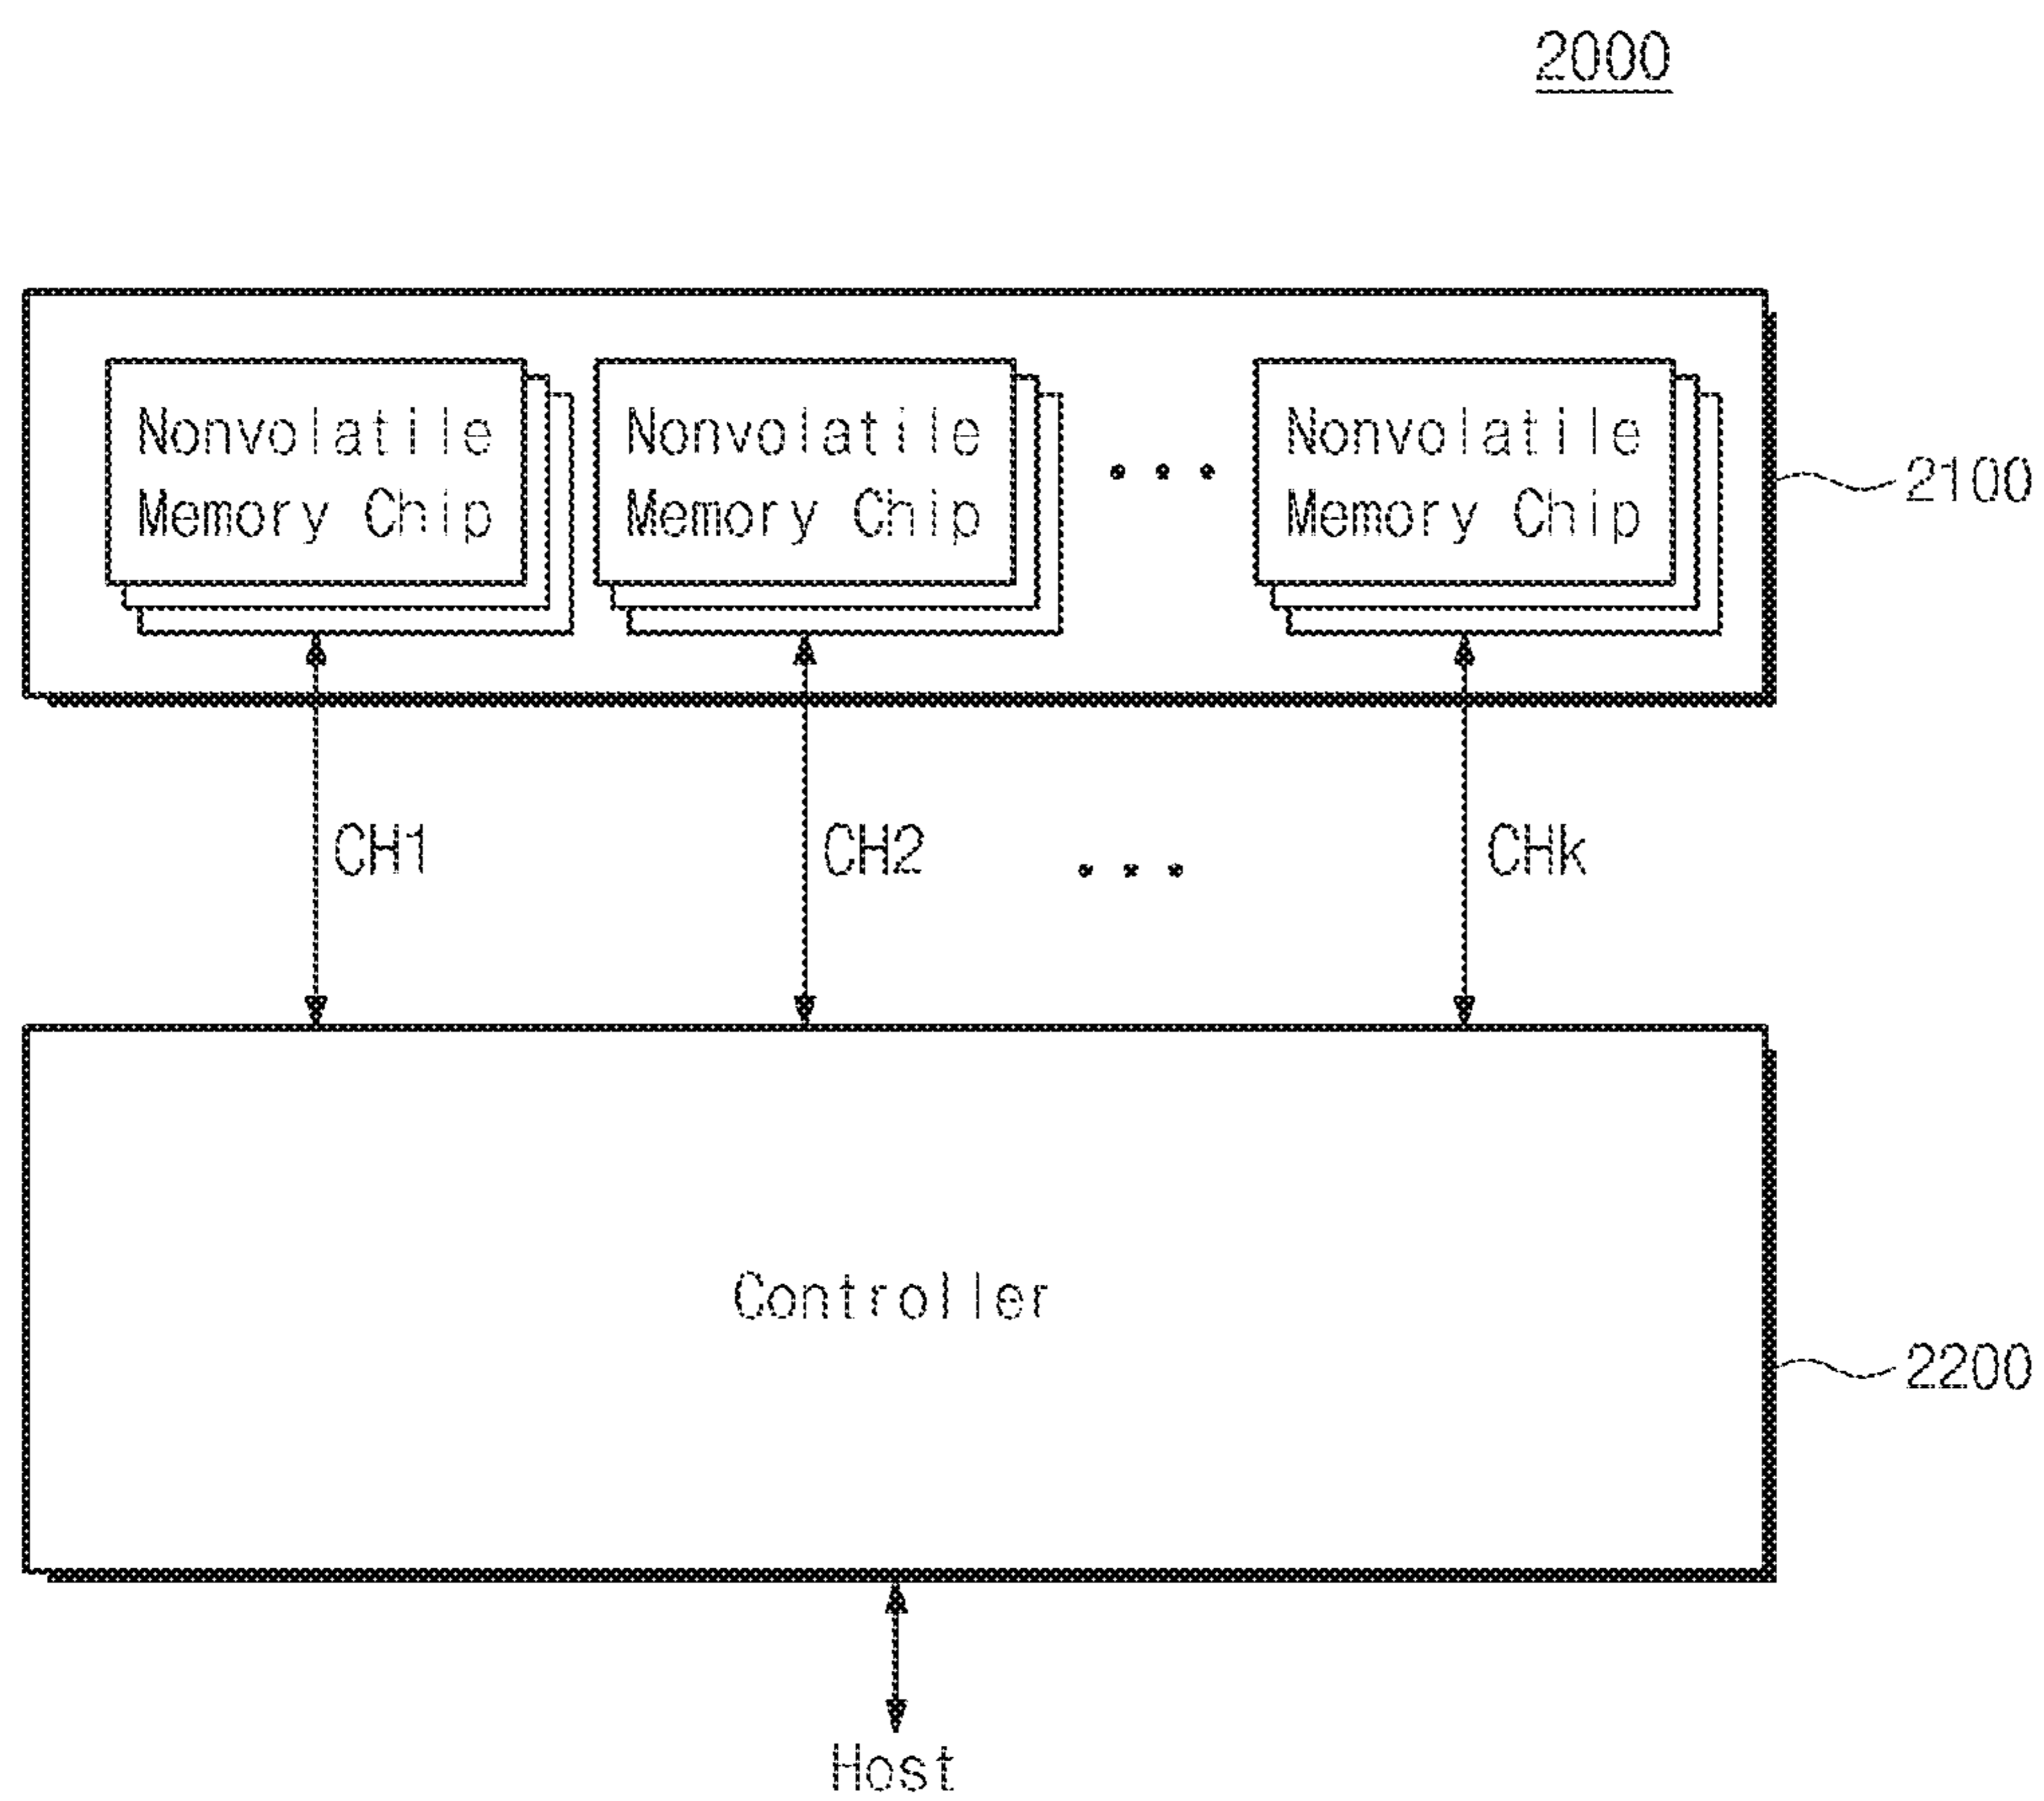 2000
Nonvolatile
Memory Chip
Nonvolatile
Memory Chip
...
Nonvolatile
Memory Chip
2100
CH1
CH2
...
CHk
Controller
2200
Host